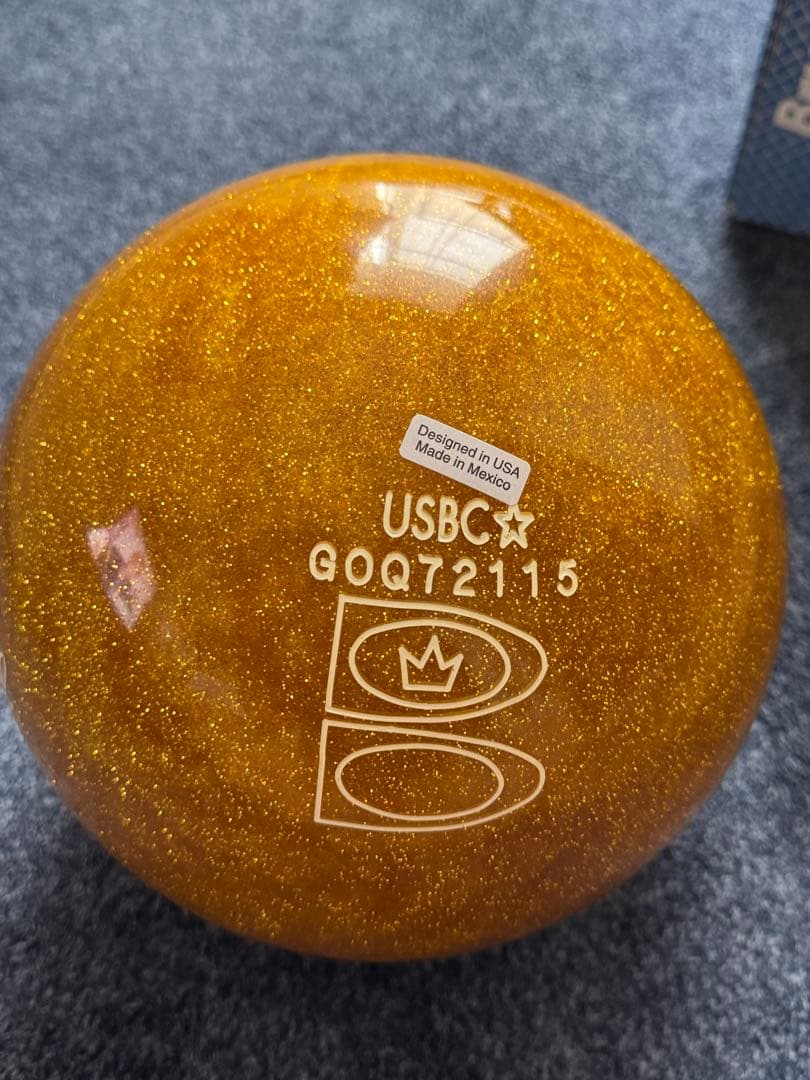 Designed in USA
Made in Mexico
USBC☆
GOQ72115